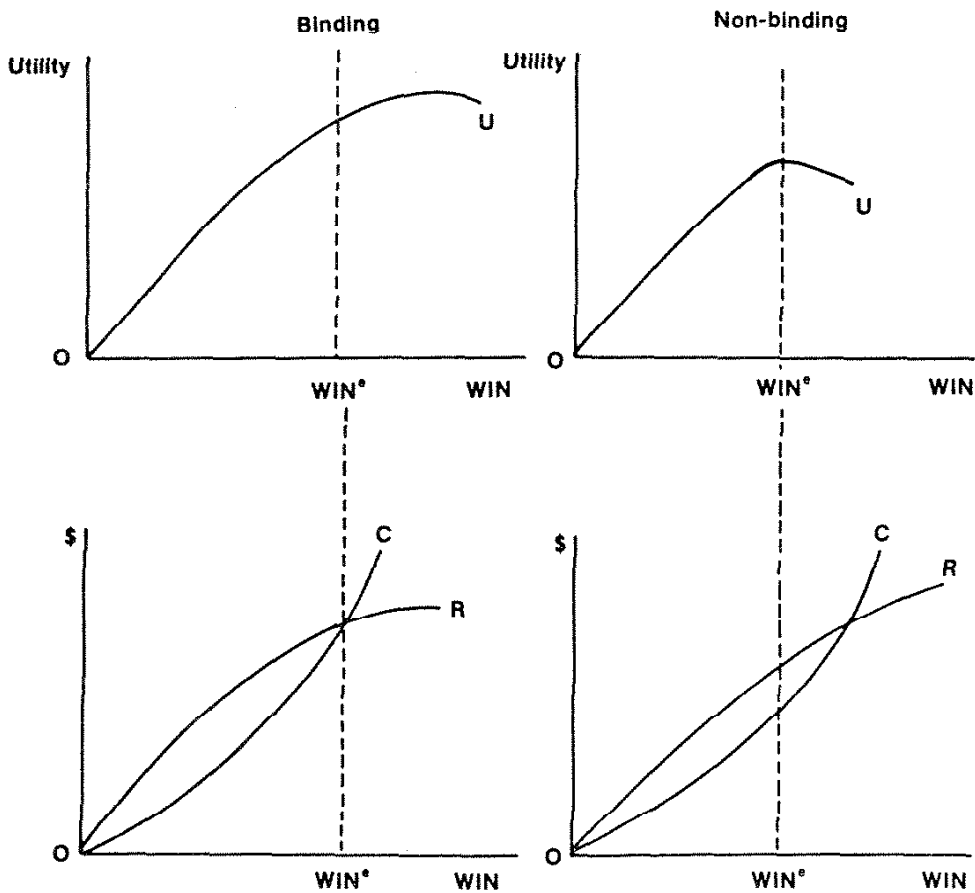 Binding
Utility
U
O
WIN°
WIN
Non-binding
Utility
U
O
WIN°
WIN
$
C
R
O
WIN°
WIN
$
C
R
O
WIN°
WIN